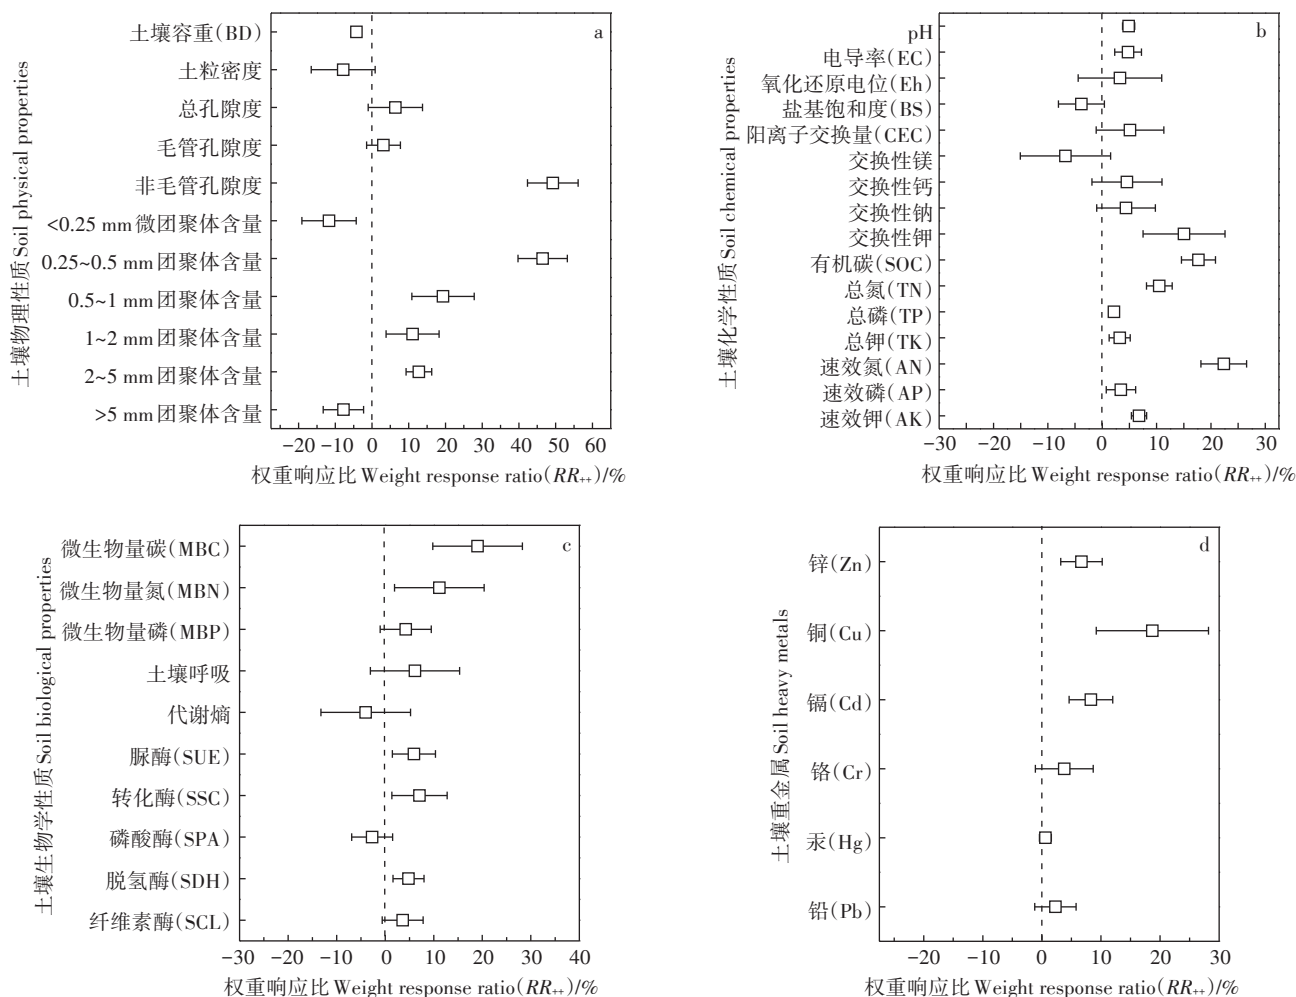 a
土壤物理性质 Soil physical properties
土壤容重(BD)
土粒密度
总孔隙度
毛管孔隙度
非毛管孔隙度
<0.25 mm 微团聚体含量
0.25~0.5 mm 团聚体含量
0.5~1 mm 团聚体含量
1~2 mm 团聚体含量
2~5 mm 团聚体含量
>5 mm 团聚体含量
-20 -10 0 10 20 30 40 50 60
权重响应比 Weight response ratio(RR++)/%
b
土壤化学性质 Soil chemical properties
pH
电导率(EC)
氧化还原电位(Eh)
盐基饱和度(BS)
阳离子交换量(CEC)
交换性镁
交换性钙
交换性钠
交换性钾
有机碳(SOC)
总氮(TN)
总磷(TP)
总钾(TK)
速效氮(AN)
速效磷(AP)
速效钾(AK)
-30 -20 -10 0 10 20 30
权重响应比 Weight response ratio(RR++)/%
c
土壤生物学性质 Soil biological properties
微生物量碳(MBC)
微生物量氮(MBN)
微生物量磷(MBP)
土壤呼吸
代谢熵
脲酶(SUE)
转化酶(SSC)
磷酸酶(SPA)
脱氢酶(SDH)
纤维素酶(SCL)
-30 -20 -10 0 10 20 30 40
权重响应比 Weight response ratio(RR++)/%
d
土壤重金属 Soil heavy metals
锌(Zn)
铜(Cu)
镉(Cd)
铬(Cr)
汞(Hg)
铅(Pb)
-20 -10 0 10 20 30
权重响应比 Weight response ratio(RR++)/%